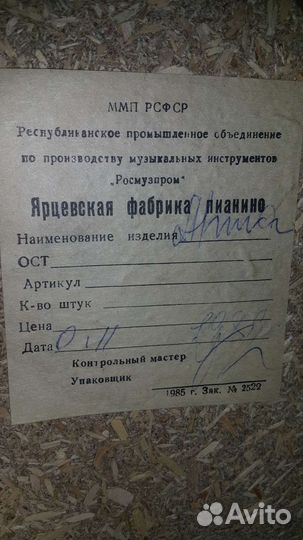 ММП РСФСР
Республиканское промышленное объединение
по производству музыкальных инструментов
„Росмузпром"
Ярцевская фабрика пианино
Наименование изделия
ОСТ
Артикул
К-во штук
Цена
Дата
Контрольный мастер
Упаковщик
1985 г. Зак. № 2522
Avito